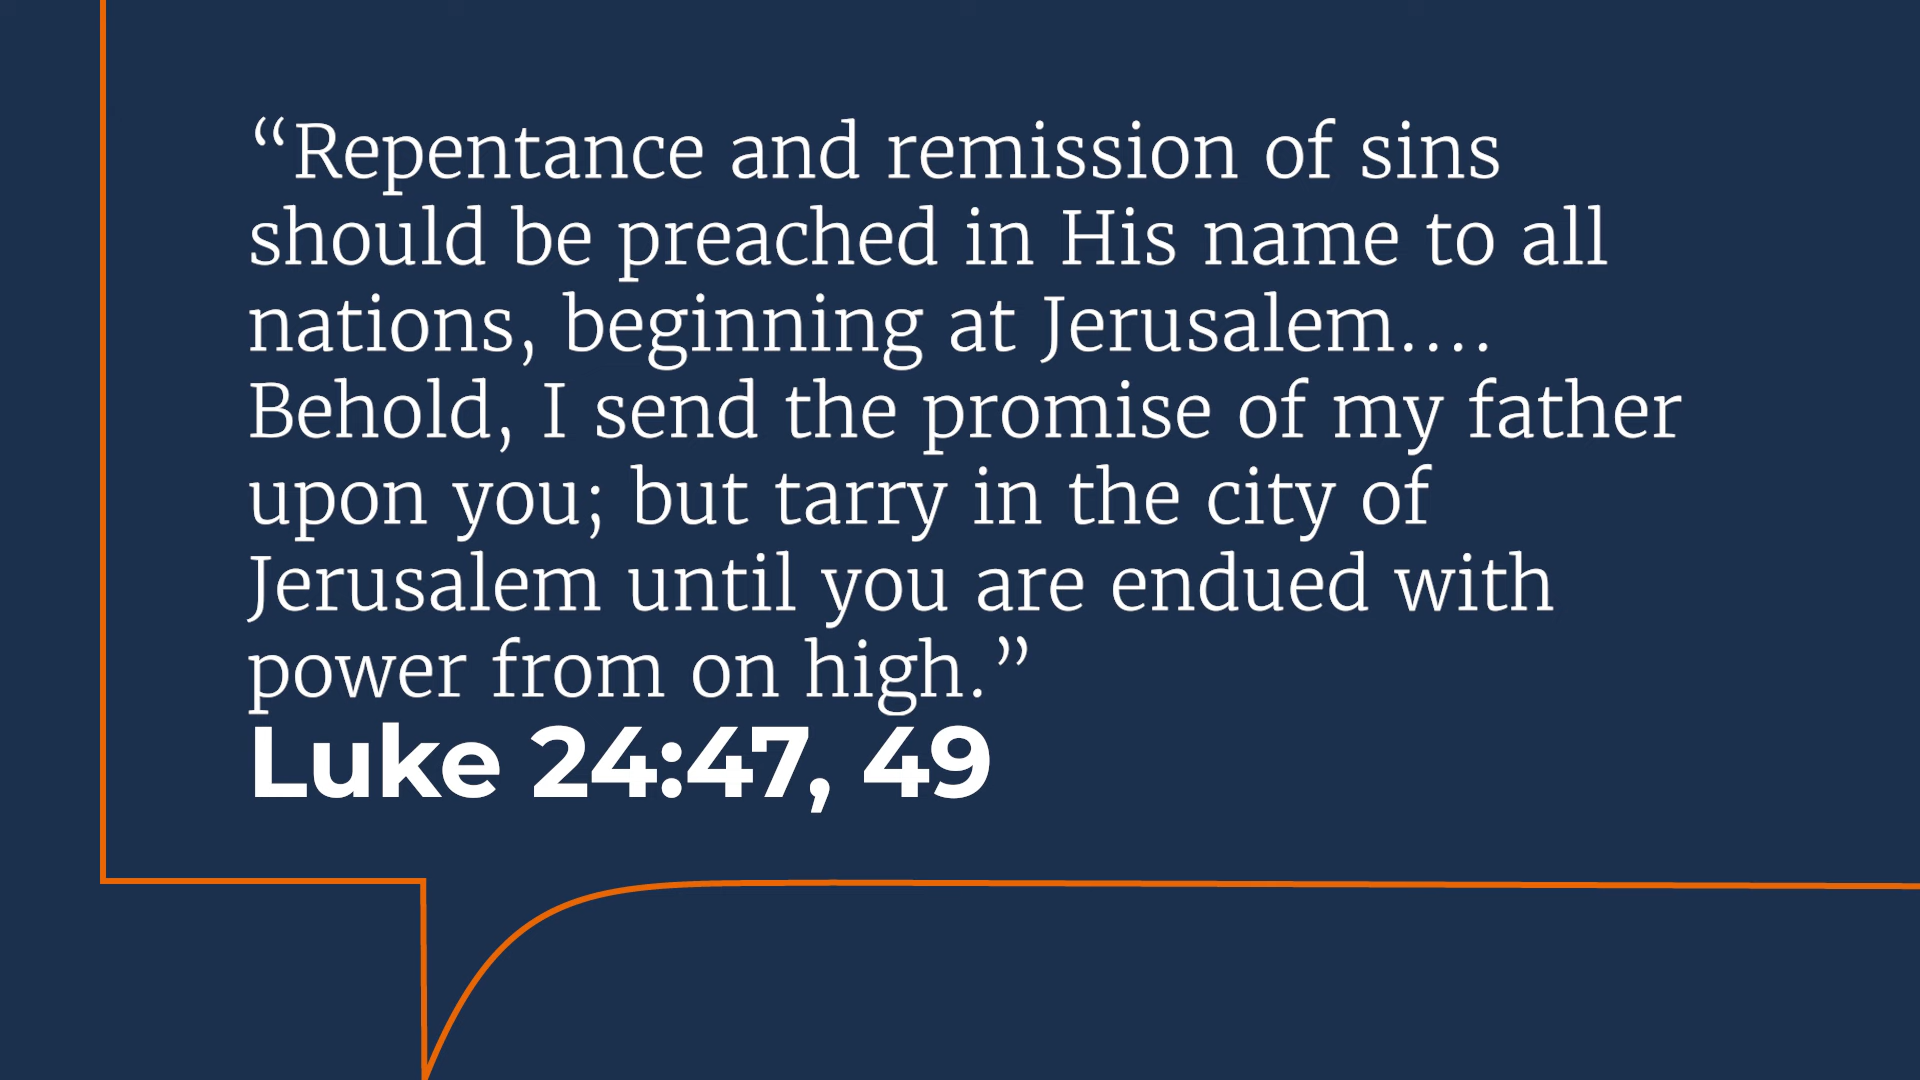 “Repentance and remission of sins
should be preached in His name to all
nations, beginning at Jerusalem....
Behold, I send the promise of my father
upon you; but tarry in the city of
Jerusalem until you are endued with
power from on high.”
Luke 24:47, 49